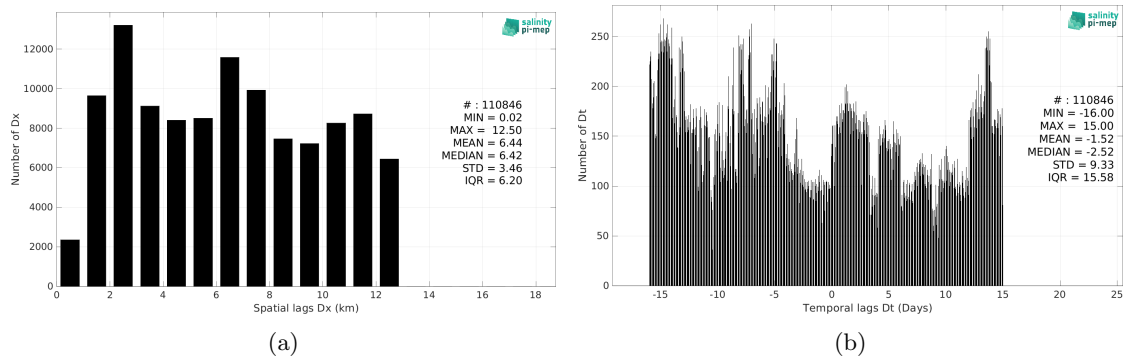 salinity
pi-mep
Number of Dx
12000
10000
8000
6000
4000
2000
0
# : 110846
MIN = 0.02
MAX = 12.50
MEAN = 6.44
MEDIAN = 6.42
STD = 3.46
IQR = 6.20
0 2 4 6 8 10 12 14 16 18
Spatial lags Dx (km)
(a)
salinity
pi-mep
Number of Dt
250
200
150
100
50
0
# : 110846
MIN = -16.00
MAX = 15.00
MEAN = -1.52
MEDIAN = -2.52
STD = 9.33
IQR = 15.58
-15 -10 -5 0 5 10 15 20 25
Temporal lags Dt (Days)
(b)